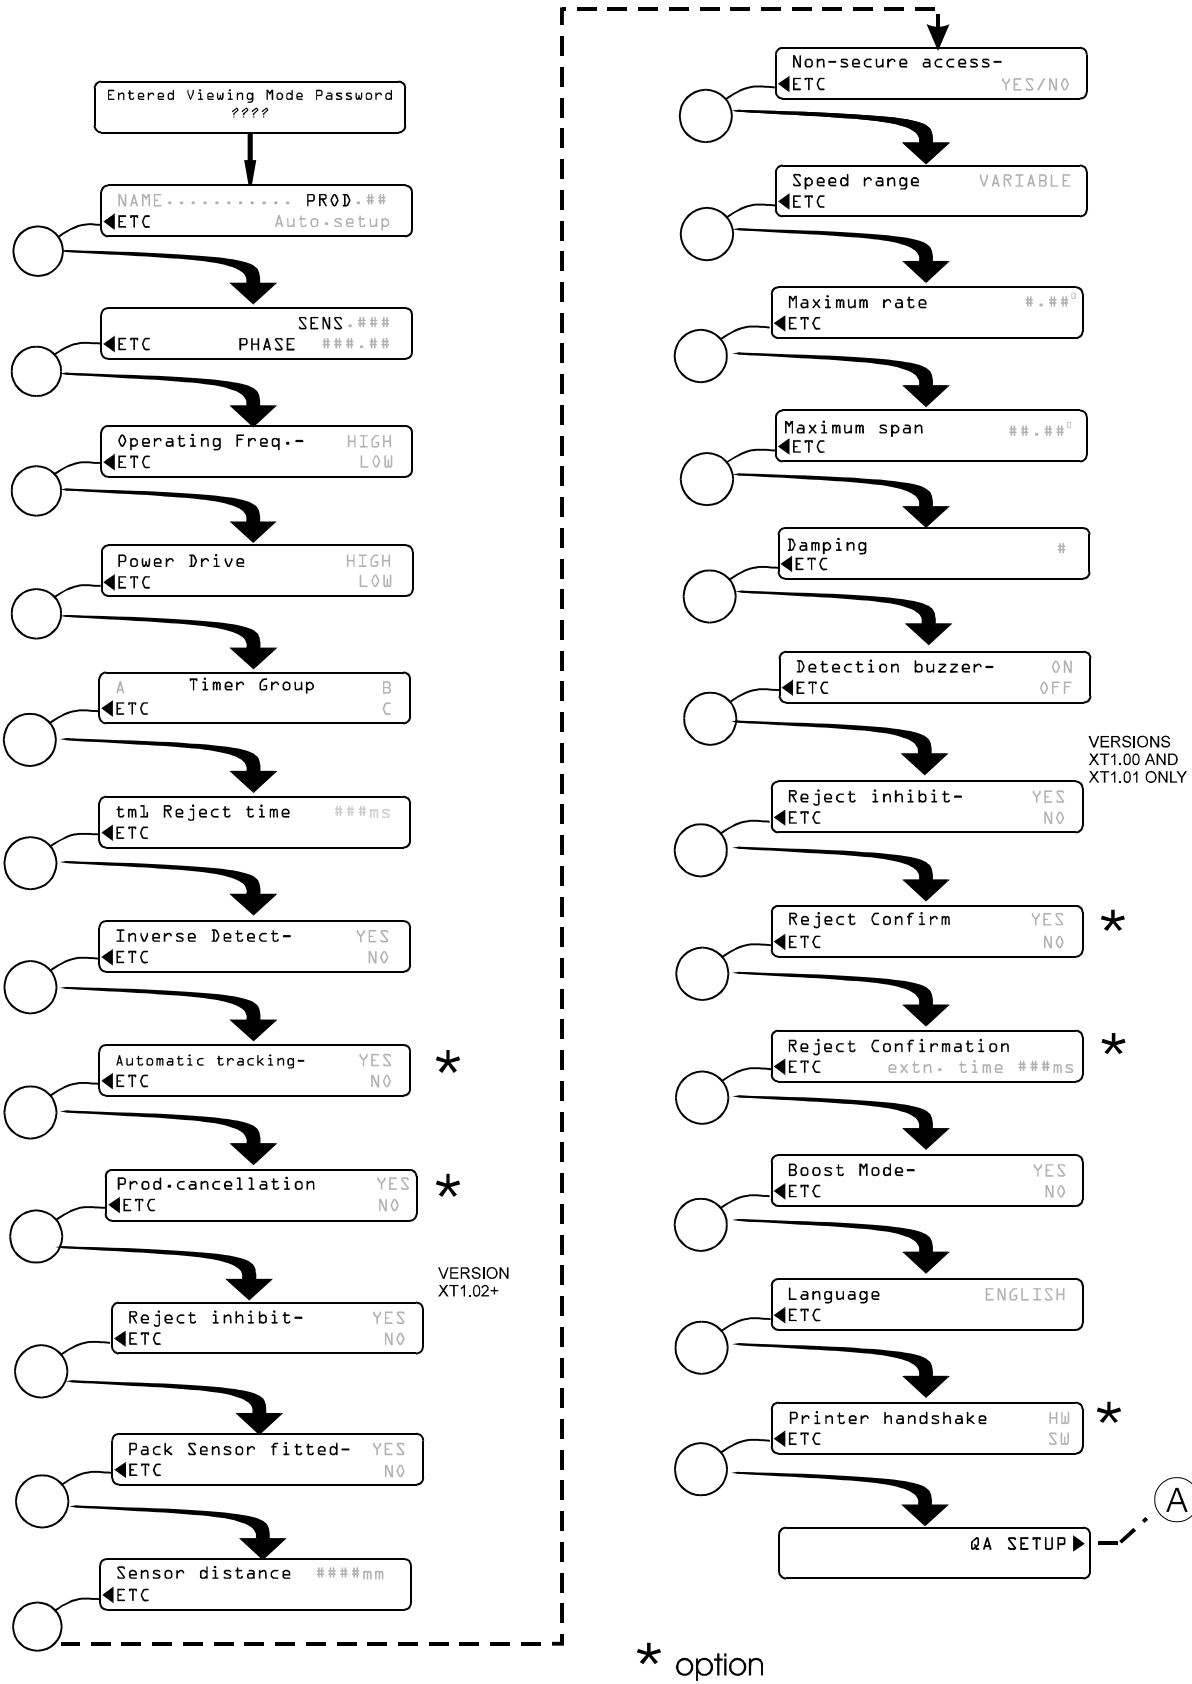 Entered Viewing Mode Password
????
NAME........... PROD.##
◀ETC Auto.setup
SENS.###
◀ETC PHASE ###.##
Operating Freq.- HIGH
◀ETC LOW
Power Drive HIGH
◀ETC LOW
A Timer Group B
◀ETC C
tm1 Reject time ###ms
◀ETC
Inverse Detect- YES
◀ETC NO
Automatic tracking- YES
◀ETC NO
*
Prod.cancellation YES
◀ETC NO
*
VERSION
XT1.02+
Reject inhibit- YES
◀ETC NO
Pack Sensor fitted- YES
◀ETC NO
Sensor distance ####mm
◀ETC
Non-secure access-
◀ETC YES/NO
Speed range VARIABLE
◀ETC
Maximum rate #.##▯
◀ETC
Maximum span ##.##▯
◀ETC
Damping #
◀ETC
Detection buzzer- ON
◀ETC OFF
VERSIONS
XT1.00 AND
XT1.01 ONLY
Reject inhibit- YES
◀ETC NO
Reject Confirm YES
◀ETC NO
*
Reject Confirmation
◀ETC extn. time ###ms
*
Boost Mode- YES
◀ETC NO
Language ENGLISH
◀ETC
Printer handshake HW
◀ETC SW
*
QA SETUP▶
A
* option